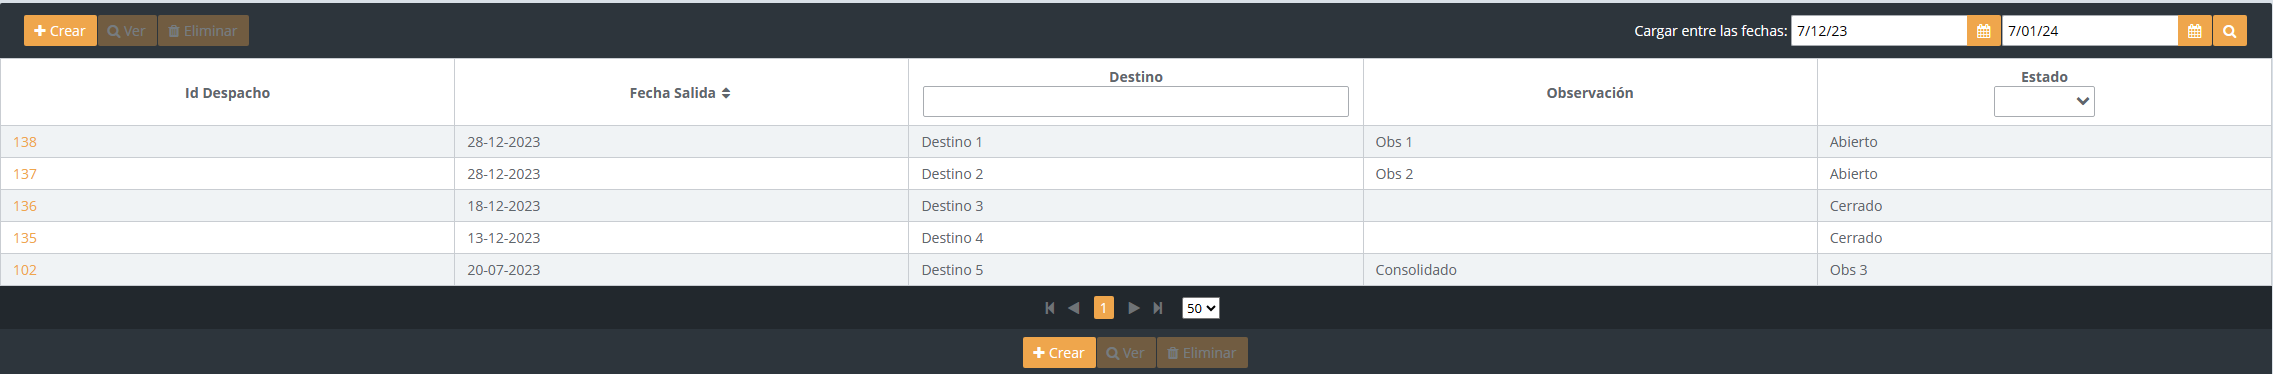 Crear Ver Eliminar Cargar entre las fechas: 7/12/23 7/01/24
Id Despacho Fecha Salida Destino Observación Estado
138 28-12-2023 Destino 1 Obs 1 Abierto
137 28-12-2023 Destino 2 Obs 2 Abierto
136 18-12-2023 Destino 3 Cerrado
135 13-12-2023 Destino 4 Cerrado
102 20-07-2023 Destino 5 Consolidado Obs 3
1 50
Crear Ver Eliminar